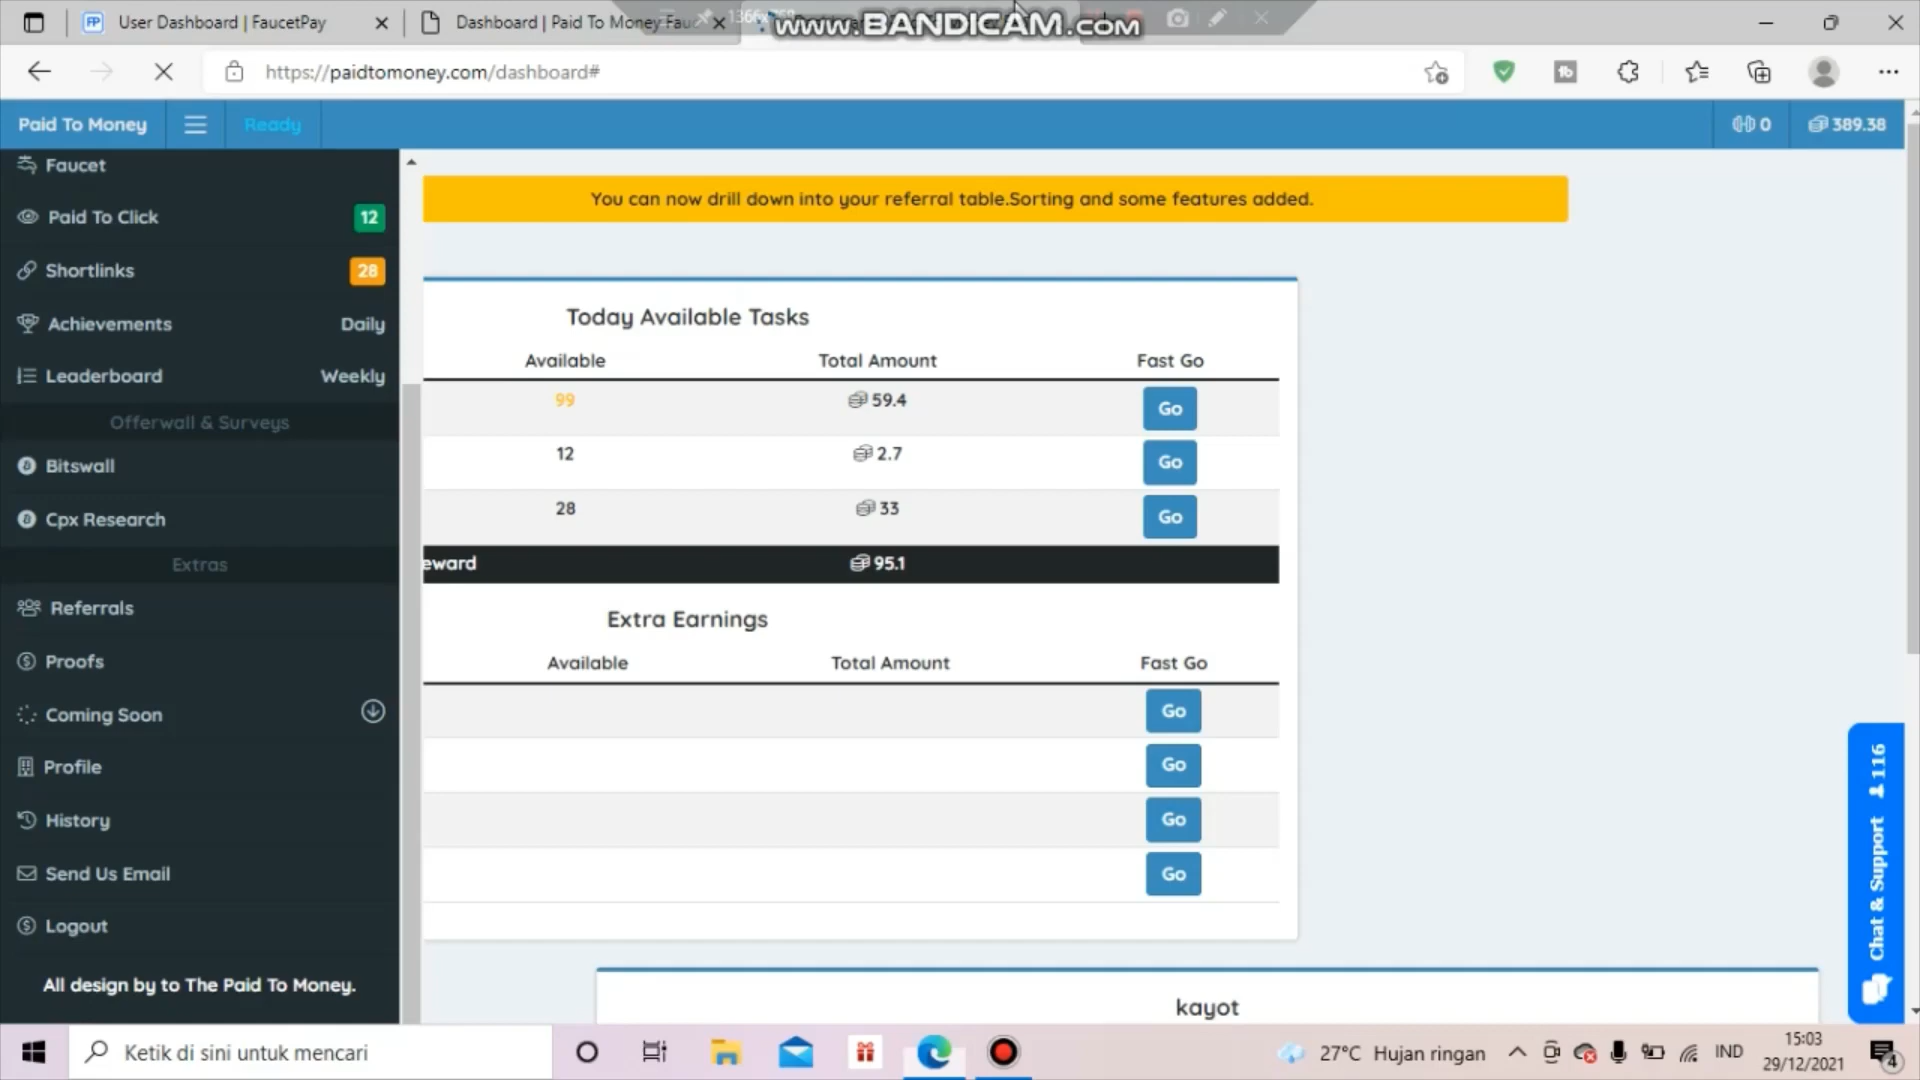 User Dashboard | FaucetPay
Dashboard | Paid To Money Fau
1366x768
www.BANDICAM.com
https://paidtomoney.com/dashboard#
Paid To Money
Ready
0
389.38
Faucet
Paid To Click 12
Shortlinks 28
Achievements Daily
Leaderboard Weekly
Offerwall & Surveys
Bitswall
Cpx Research
Extras
Referrals
Proofs
Coming Soon
Profile
History
Send Us Email
Logout
All design by to The Paid To Money.
You can now drill down into your referral table.Sorting and some features added.
Today Available Tasks
Available Total Amount Fast Go
99 59.4 Go
12 2.7 Go
28 33 Go
eward 95.1
Extra Earnings
Available Total Amount Fast Go
Go
Go
Go
Go
kayot
Chat & Support 116
Ketik di sini untuk mencari
27°C Hujan ringan
IND
15:03
29/12/2021
4